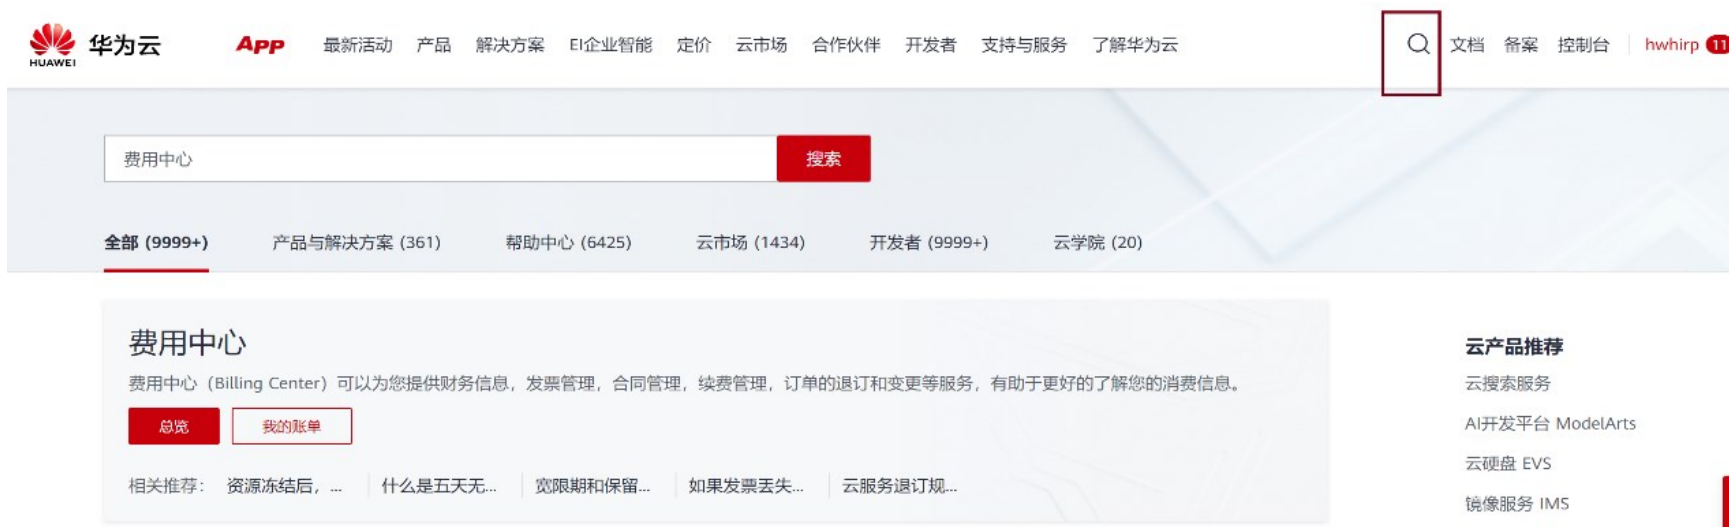 HUAWEI 华为云 App 最新活动 产品 解决方案 EI企业智能 定价 云市场 合作伙伴 开发者 支持与服务 了解华为云 文档 备案 控制台 hwhirp 11
费用中心 搜索
全部 (9999+) 产品与解决方案 (361) 帮助中心 (6425) 云市场 (1434) 开发者 (9999+) 云学院 (20)
费用中心
费用中心（Billing Center）可以为您提供财务信息，发票管理，合同管理，续费管理，订单的退订和变更等服务，有助于更好的了解您的消费信息。
总览 我的账单
相关推荐： 资源冻结后，... 什么是五天无... 宽限期和保留... 如果发票丢失... 云服务退订规...
云产品推荐
云搜索服务
AI开发平台 ModelArts
云硬盘 EVS
镜像服务 IMS